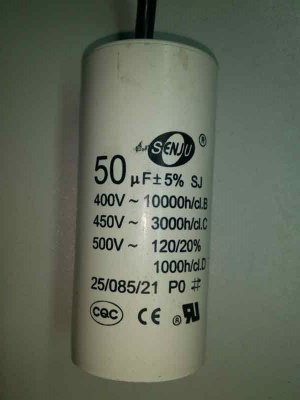 SENJU ®
50 µF±5% SJ
400V~10000h/cl.B
450V~ 3000h/cl.C
500V~ 120/20%
1000h/cl.D
25/085/21 P0 #
CQC CE ® RU